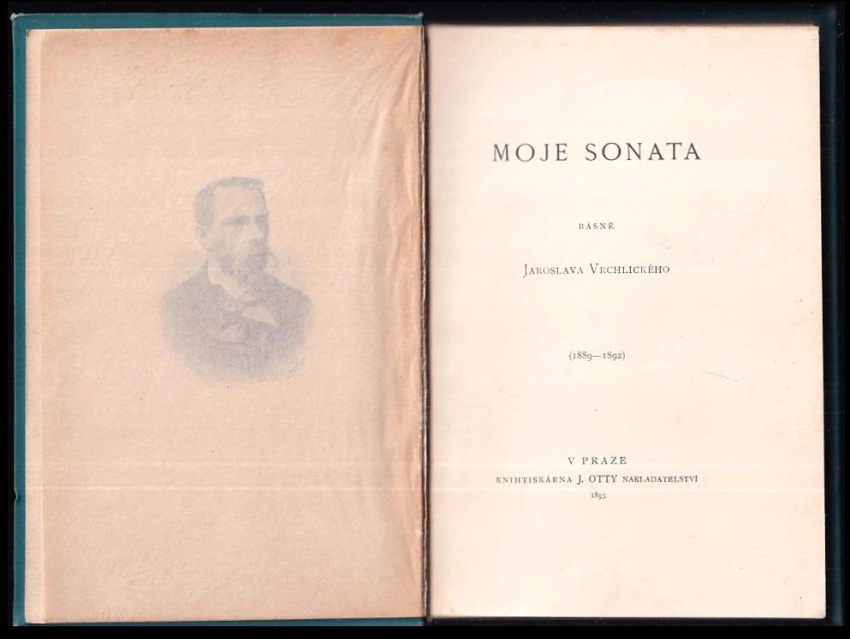 MOJE SONATA
BÁSNĚ
JAROSLAVA VRCHLICKÉHO
(1889—1892)
V PRAZE
KNIHTISKÁRNA J. OTTY NAKLADATELSTVÍ
1893